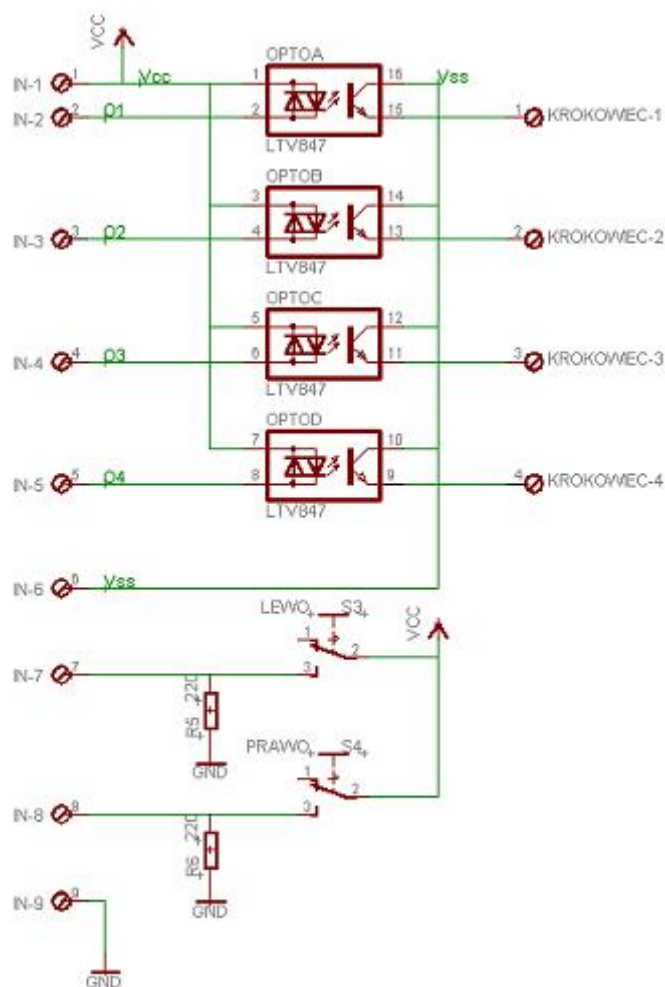 VCC
OPTOA
IN-1 1 Vcc 1 16 Vss
IN-2 2 p1 2 15 1 KROKOWIEC-1
LTV847
OPTOB
3 14
IN-3 3 p2 4 13 2 KROKOWIEC-2
LTV847
OPTOC
5 12
IN-4 4 p3 6 11 3 KROKOWIEC-3
LTV847
OPTOD
7 10
IN-5 5 p4 8 9 4 KROKOWIEC-4
LTV847
IN-6 6 Vss
LEWO S3 VCC
1 2
IN-7 7 3
R5 220
GND
PRAWO S4
1 2
IN-8 8 3
R6 220
GND
IN-9 9
GND